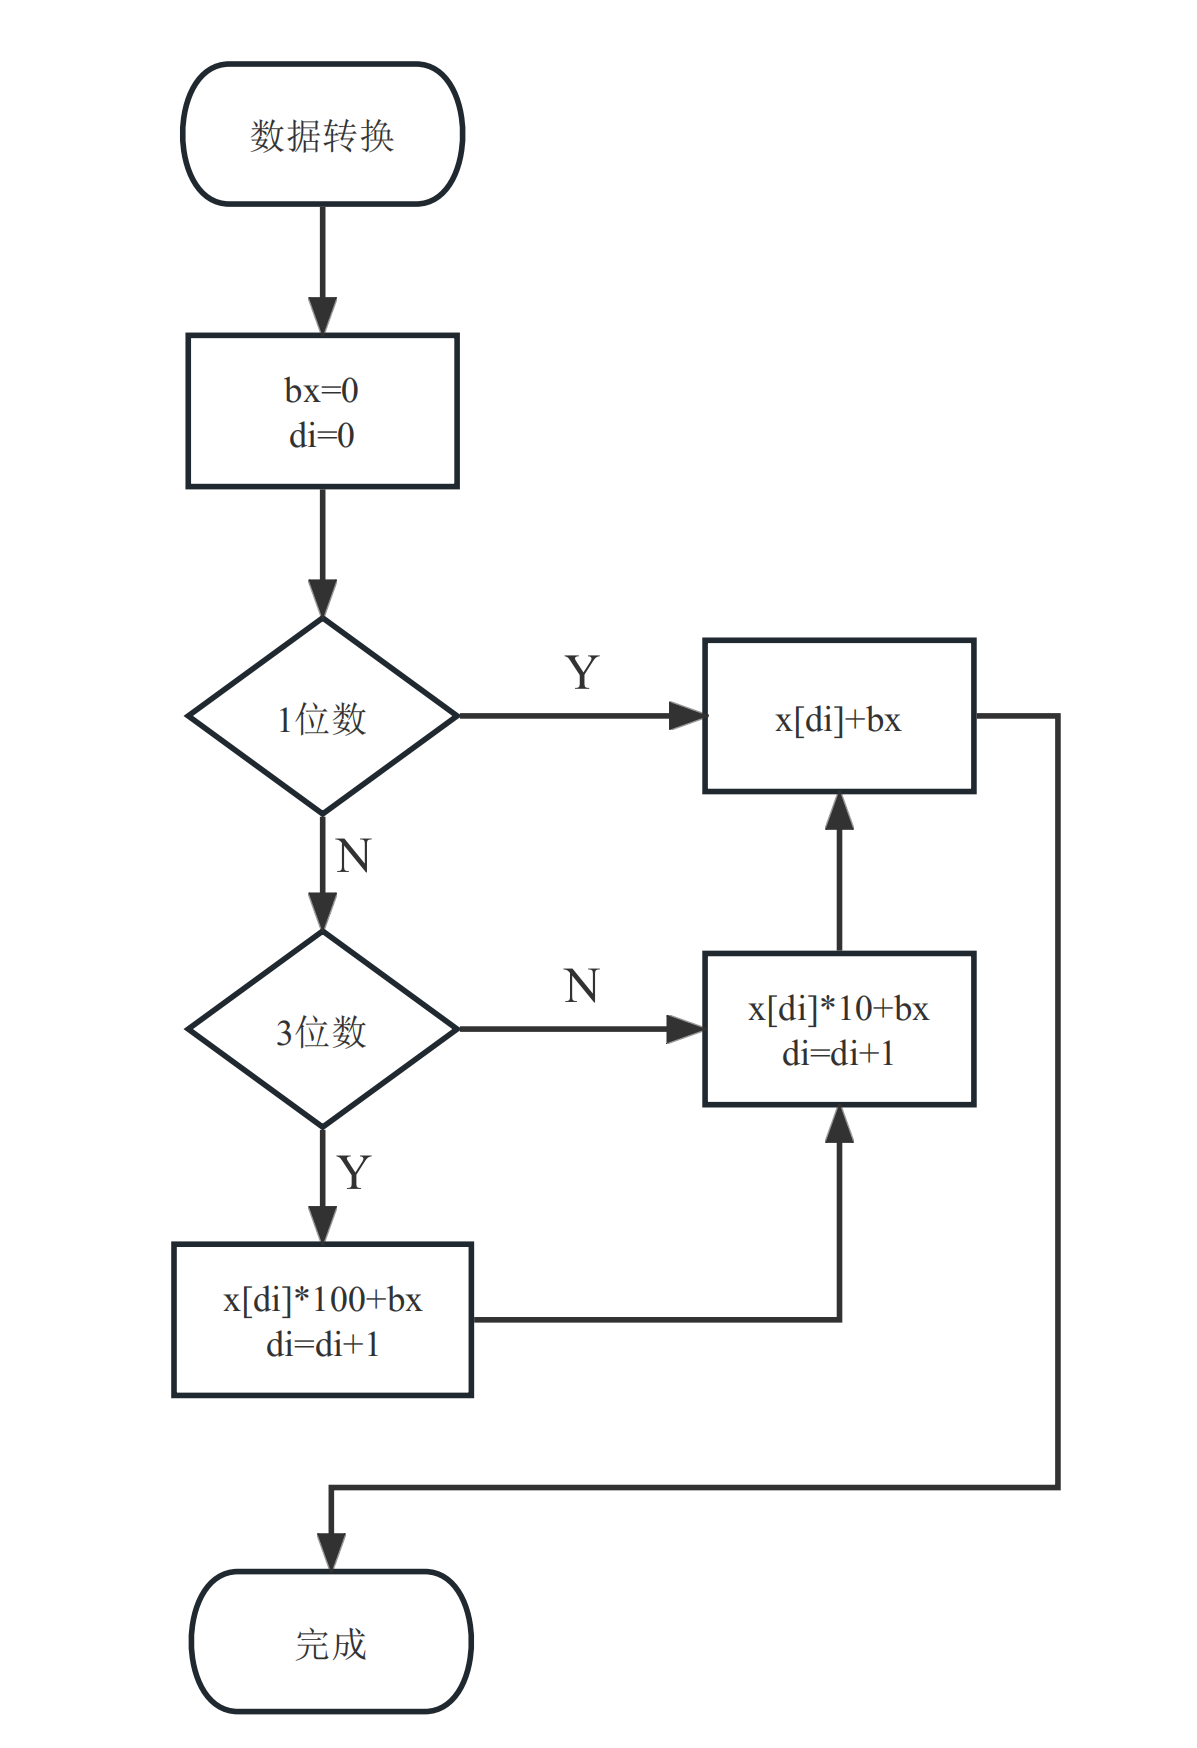 数据转换
bx=0
di=0
1位数
Y
x[di]+bx
N
3位数
N
x[di]*10+bx
di=di+1
Y
x[di]*100+bx
di=di+1
完成